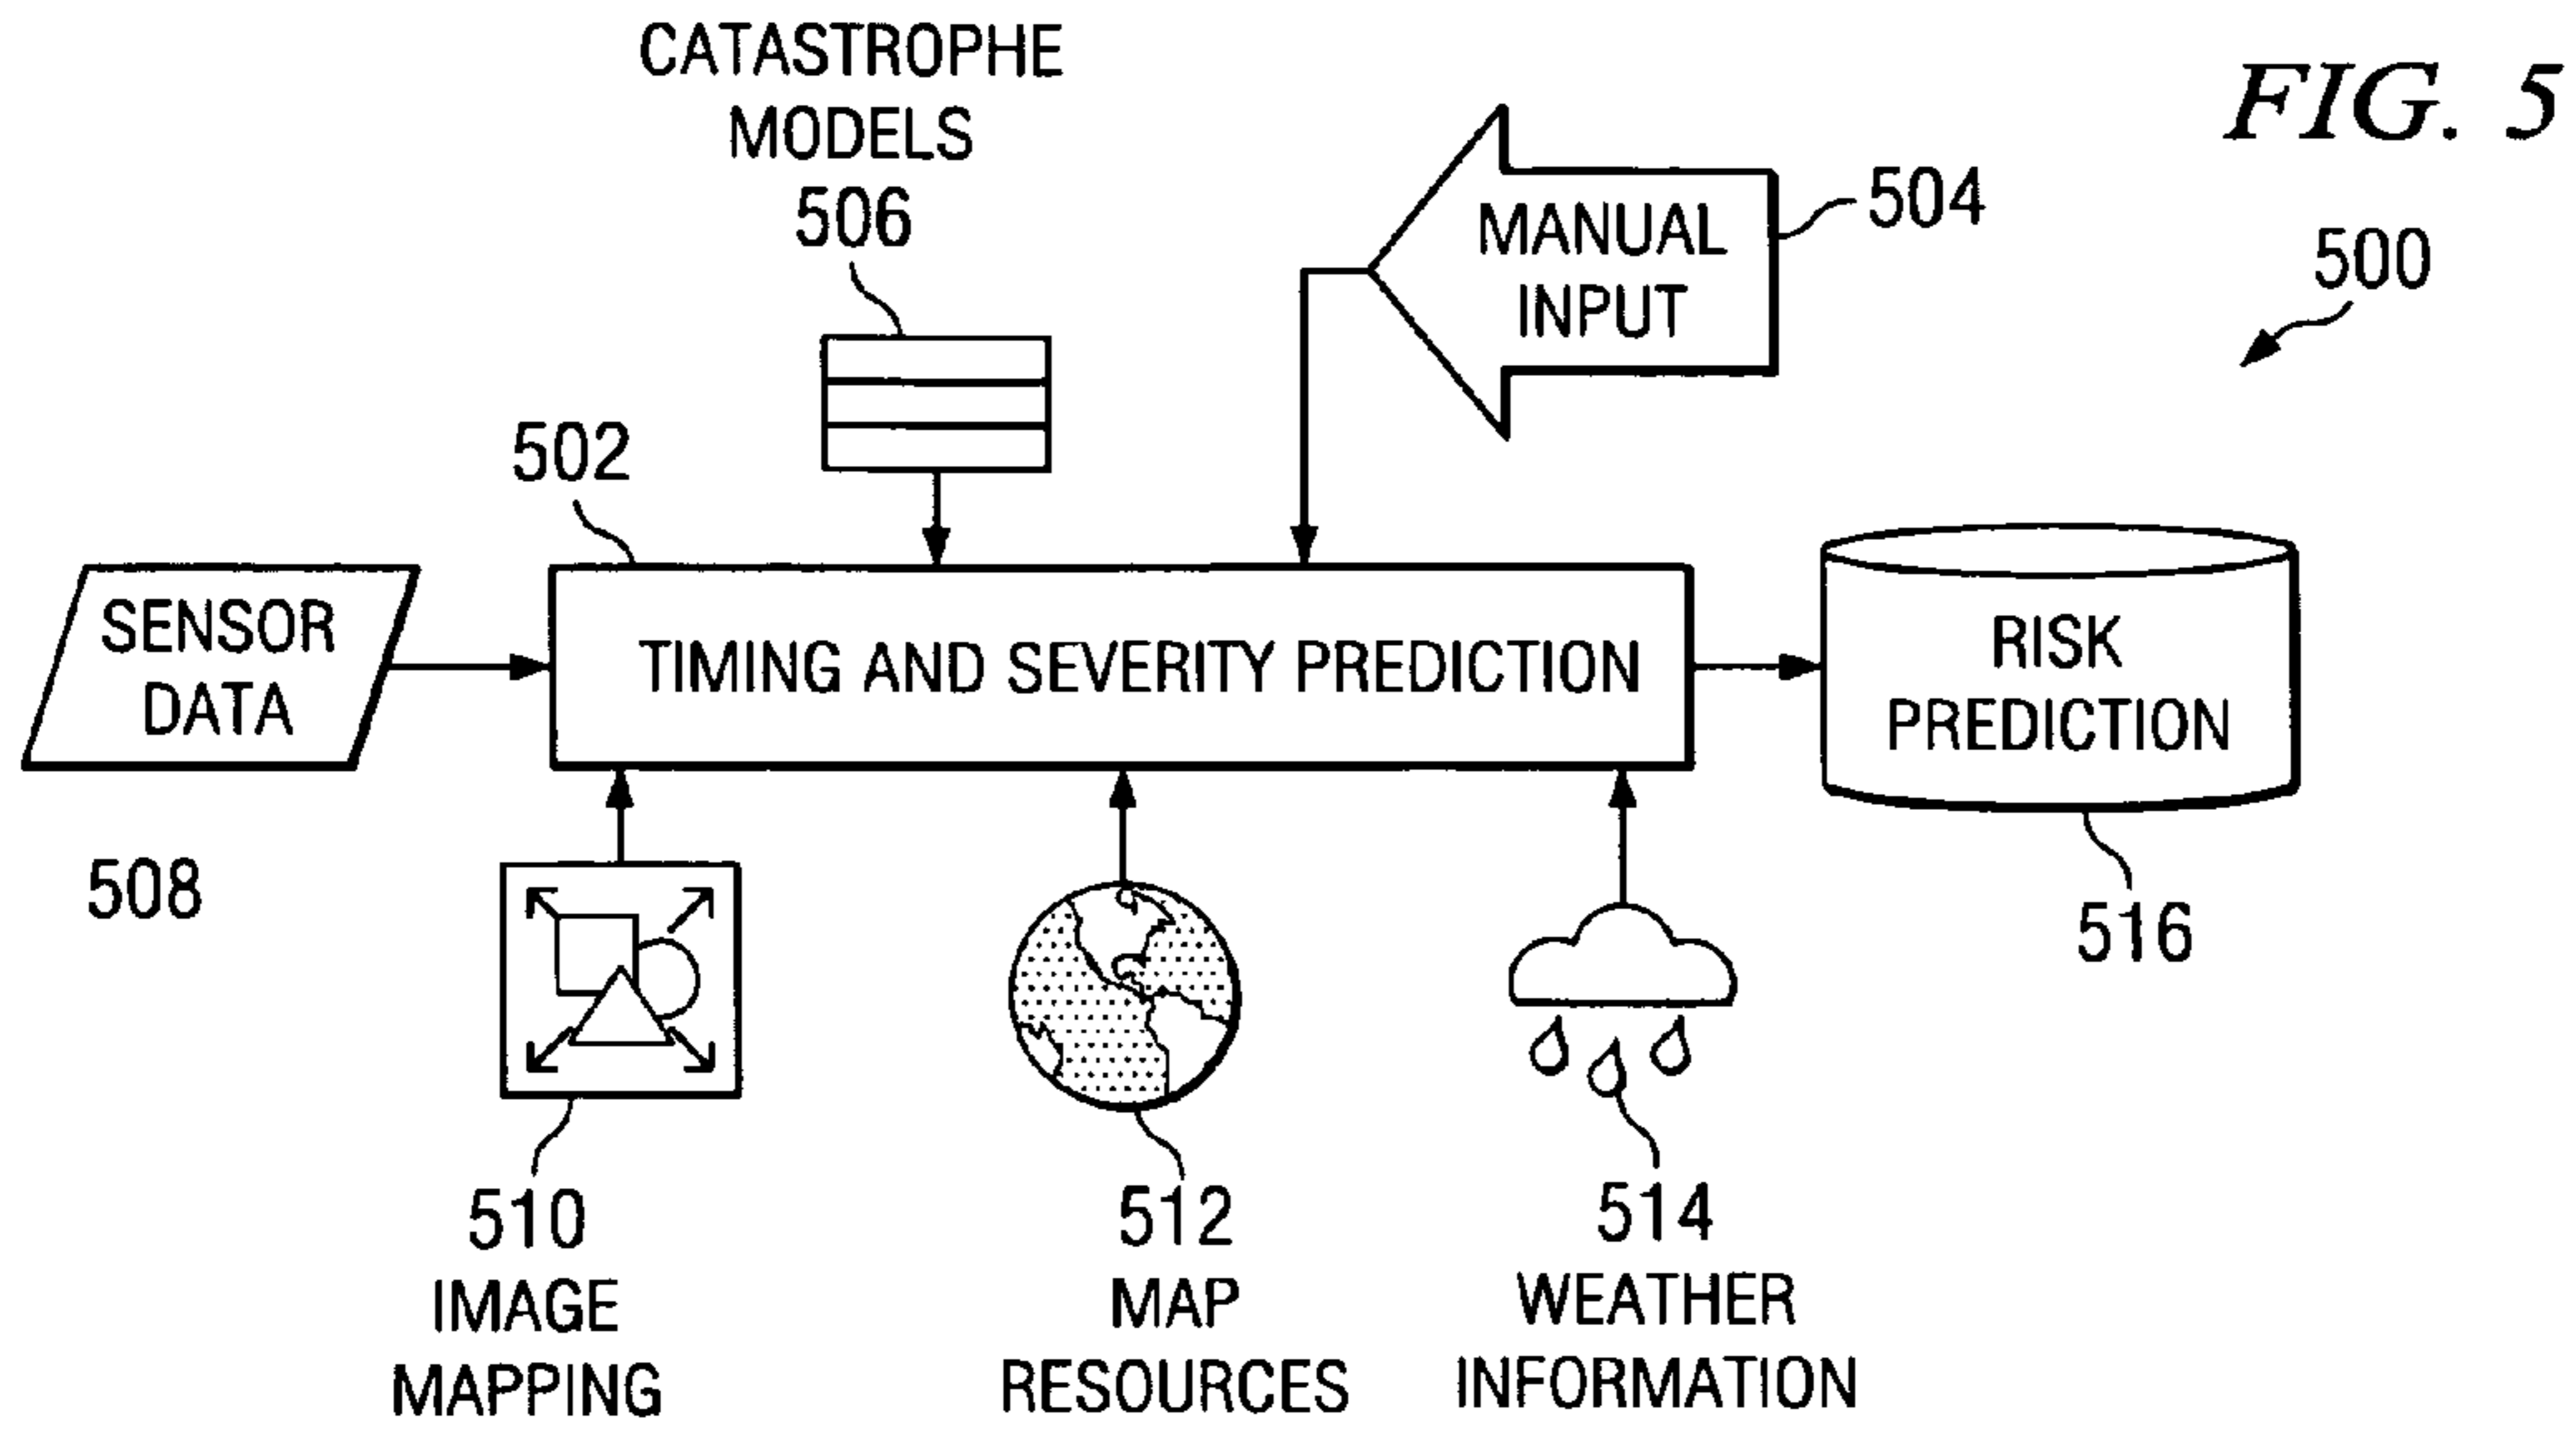 FIG. 5
CATASTROPHE
MODELS
506
MANUAL
INPUT
504
500
502
SENSOR
DATA
508
TIMING AND SEVERITY PREDICTION
RISK
PREDICTION
516
510
IMAGE
MAPPING
512
MAP
RESOURCES
514
WEATHER
INFORMATION